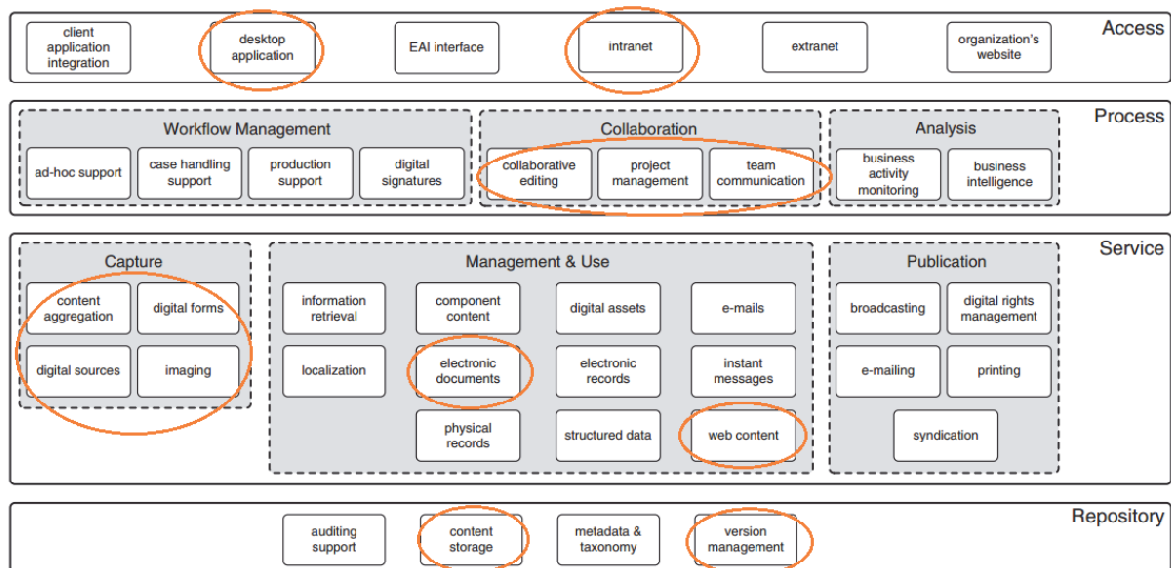 Access
client
application
integration
desktop
application
EAI interface
intranet
extranet
organization's
website
Process
Workflow Management
ad-hoc support
case handling
support
production
support
digital
signatures
Collaboration
collaborative
editing
project
management
team
communication
Analysis
business
activity
monitoring
business
intelligence
Service
Capture
content
aggregation
digital forms
digital sources
imaging
Management & Use
information
retrieval
component
content
digital assets
e-mails
localization
electronic
documents
electronic
records
instant
messages
physical
records
structured data
web content
Publication
broadcasting
digital rights
management
e-mailing
printing
syndication
Repository
auditing
support
content
storage
metadata &
taxonomy
version
management